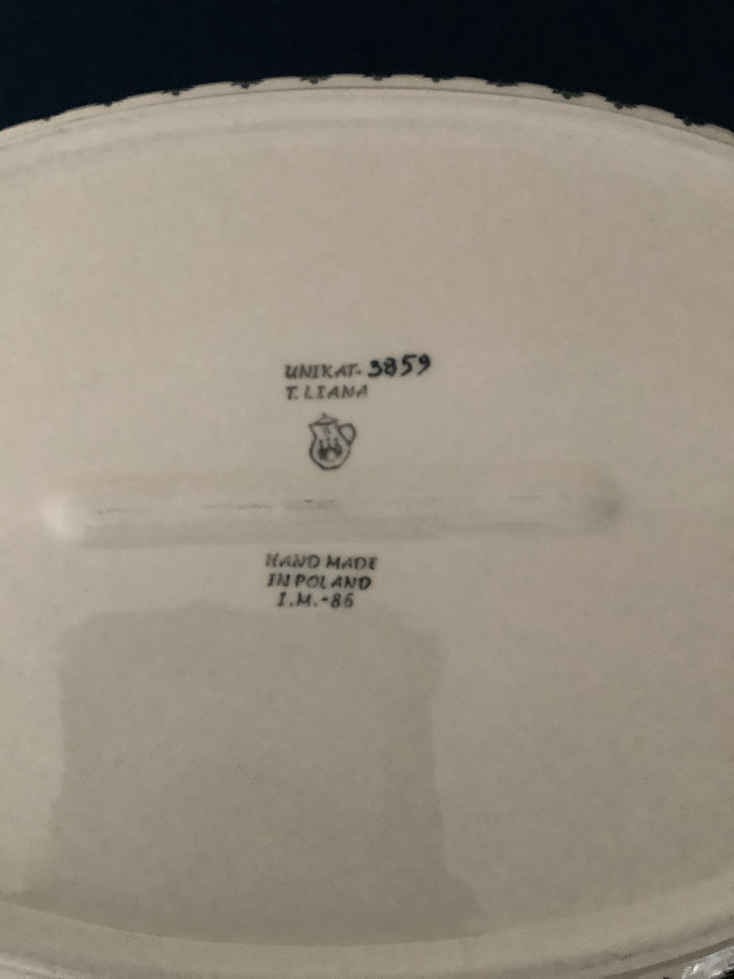 UNIKAT- 3859
T. LIANA
HAND MADE
IN POLAND
I.M.-86